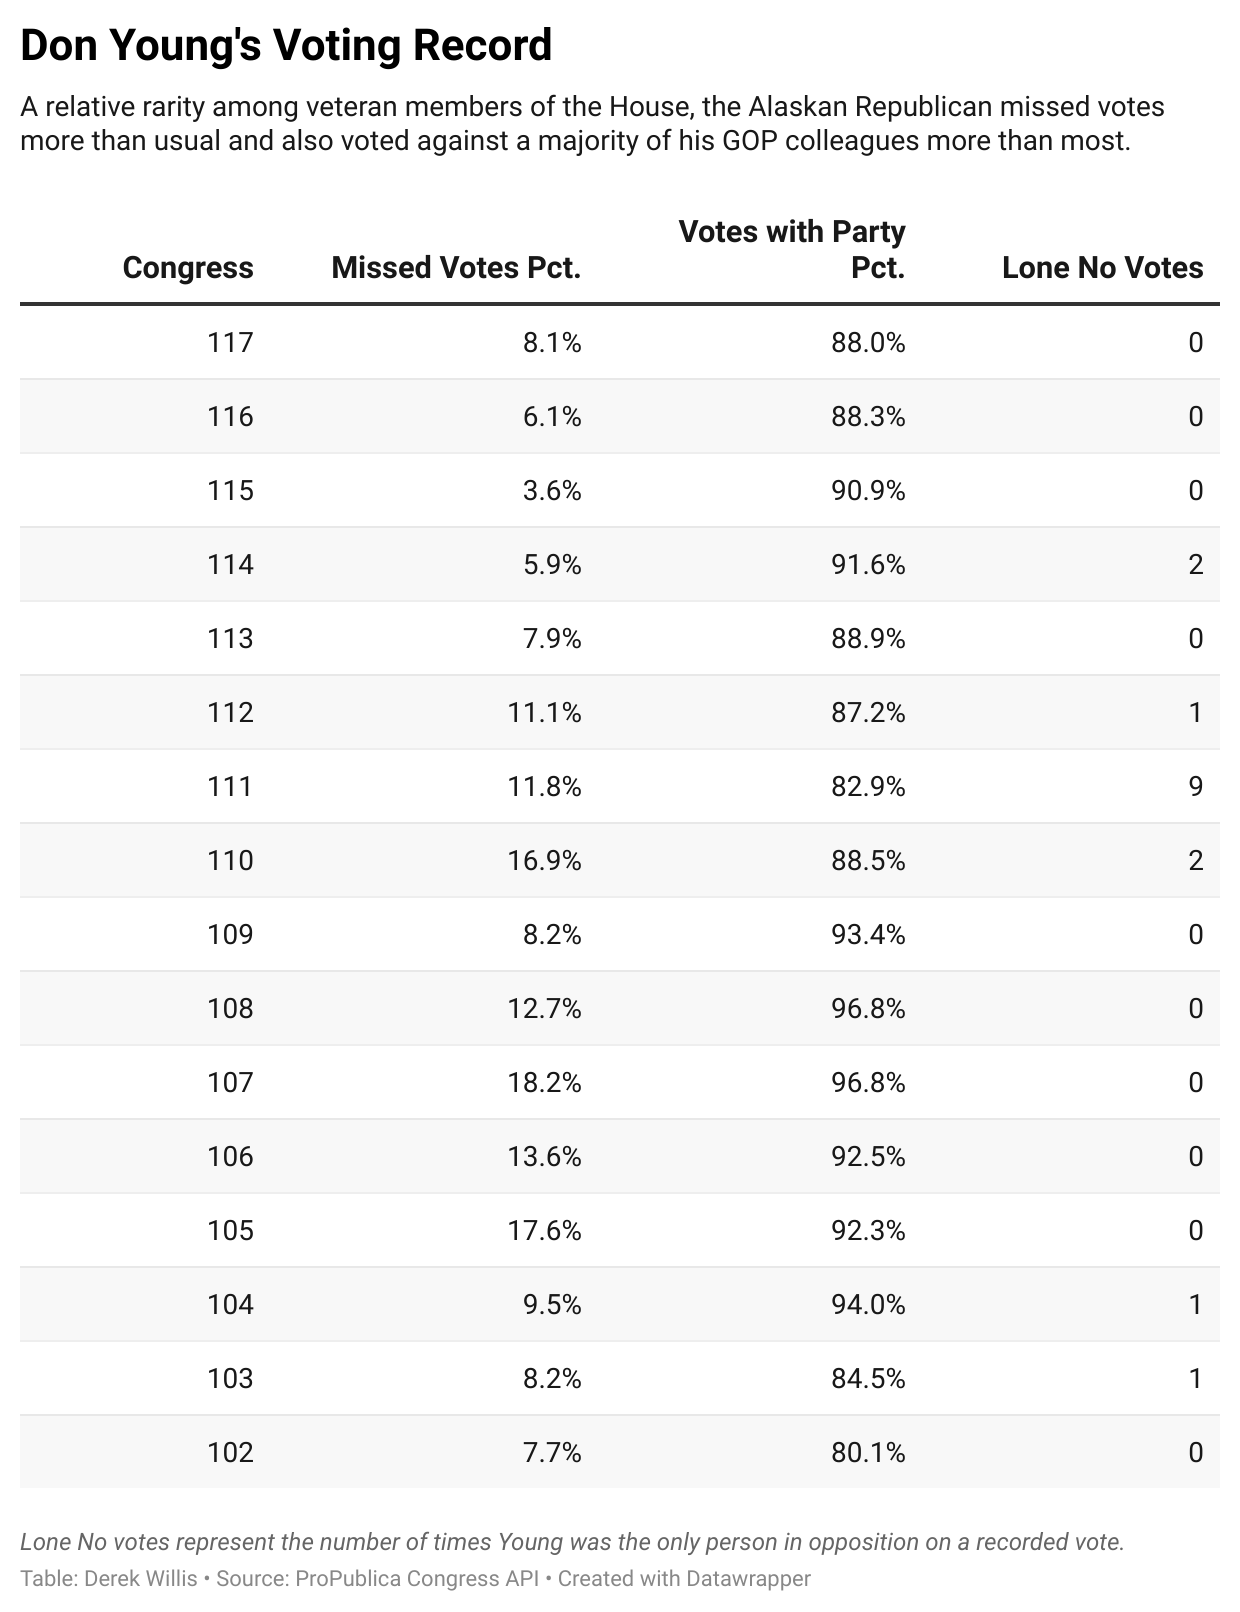 Don Young's Voting Record
A relative rarity among veteran members of the House, the Alaskan Republican missed votes
more than usual and also voted against a majority of his GOP colleagues more than most.
Congress Missed Votes Pct. Votes with Party Pct. Lone No Votes
117 8.1% 88.0% 0
116 6.1% 88.3% 0
115 3.6% 90.9% 0
114 5.9% 91.6% 2
113 7.9% 88.9% 0
112 11.1% 87.2% 1
111 11.8% 82.9% 9
110 16.9% 88.5% 2
109 8.2% 93.4% 0
108 12.7% 96.8% 0
107 18.2% 96.8% 0
106 13.6% 92.5% 0
105 17.6% 92.3% 0
104 9.5% 94.0% 1
103 8.2% 84.5% 1
102 7.7% 80.1% 0
Lone No votes represent the number of times Young was the only person in opposition on a recorded vote.
Table: Derek Willis • Source: ProPublica Congress API • Created with Datawrapper